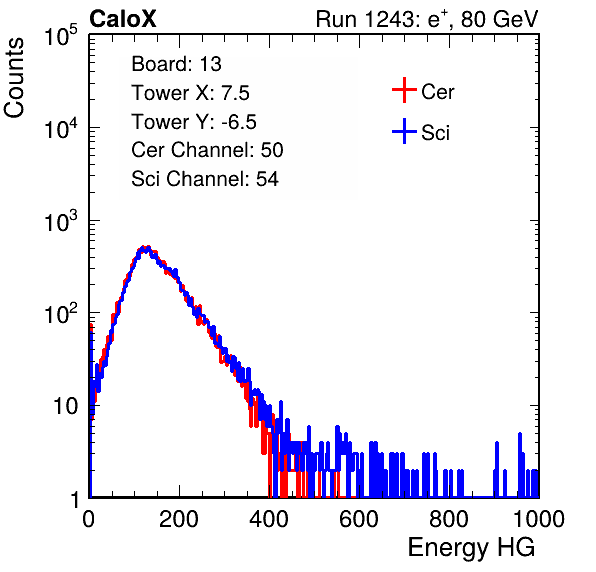 CaloX Run 1243: e⁺, 80 GeV
Counts
Board: 13
Tower X: 7.5
Tower Y: -6.5
Cer Channel: 50
Sci Channel: 54
Cer
Sci
10⁵
10⁴
10³
10²
10
1
0 200 400 600 800 1000
Energy HG